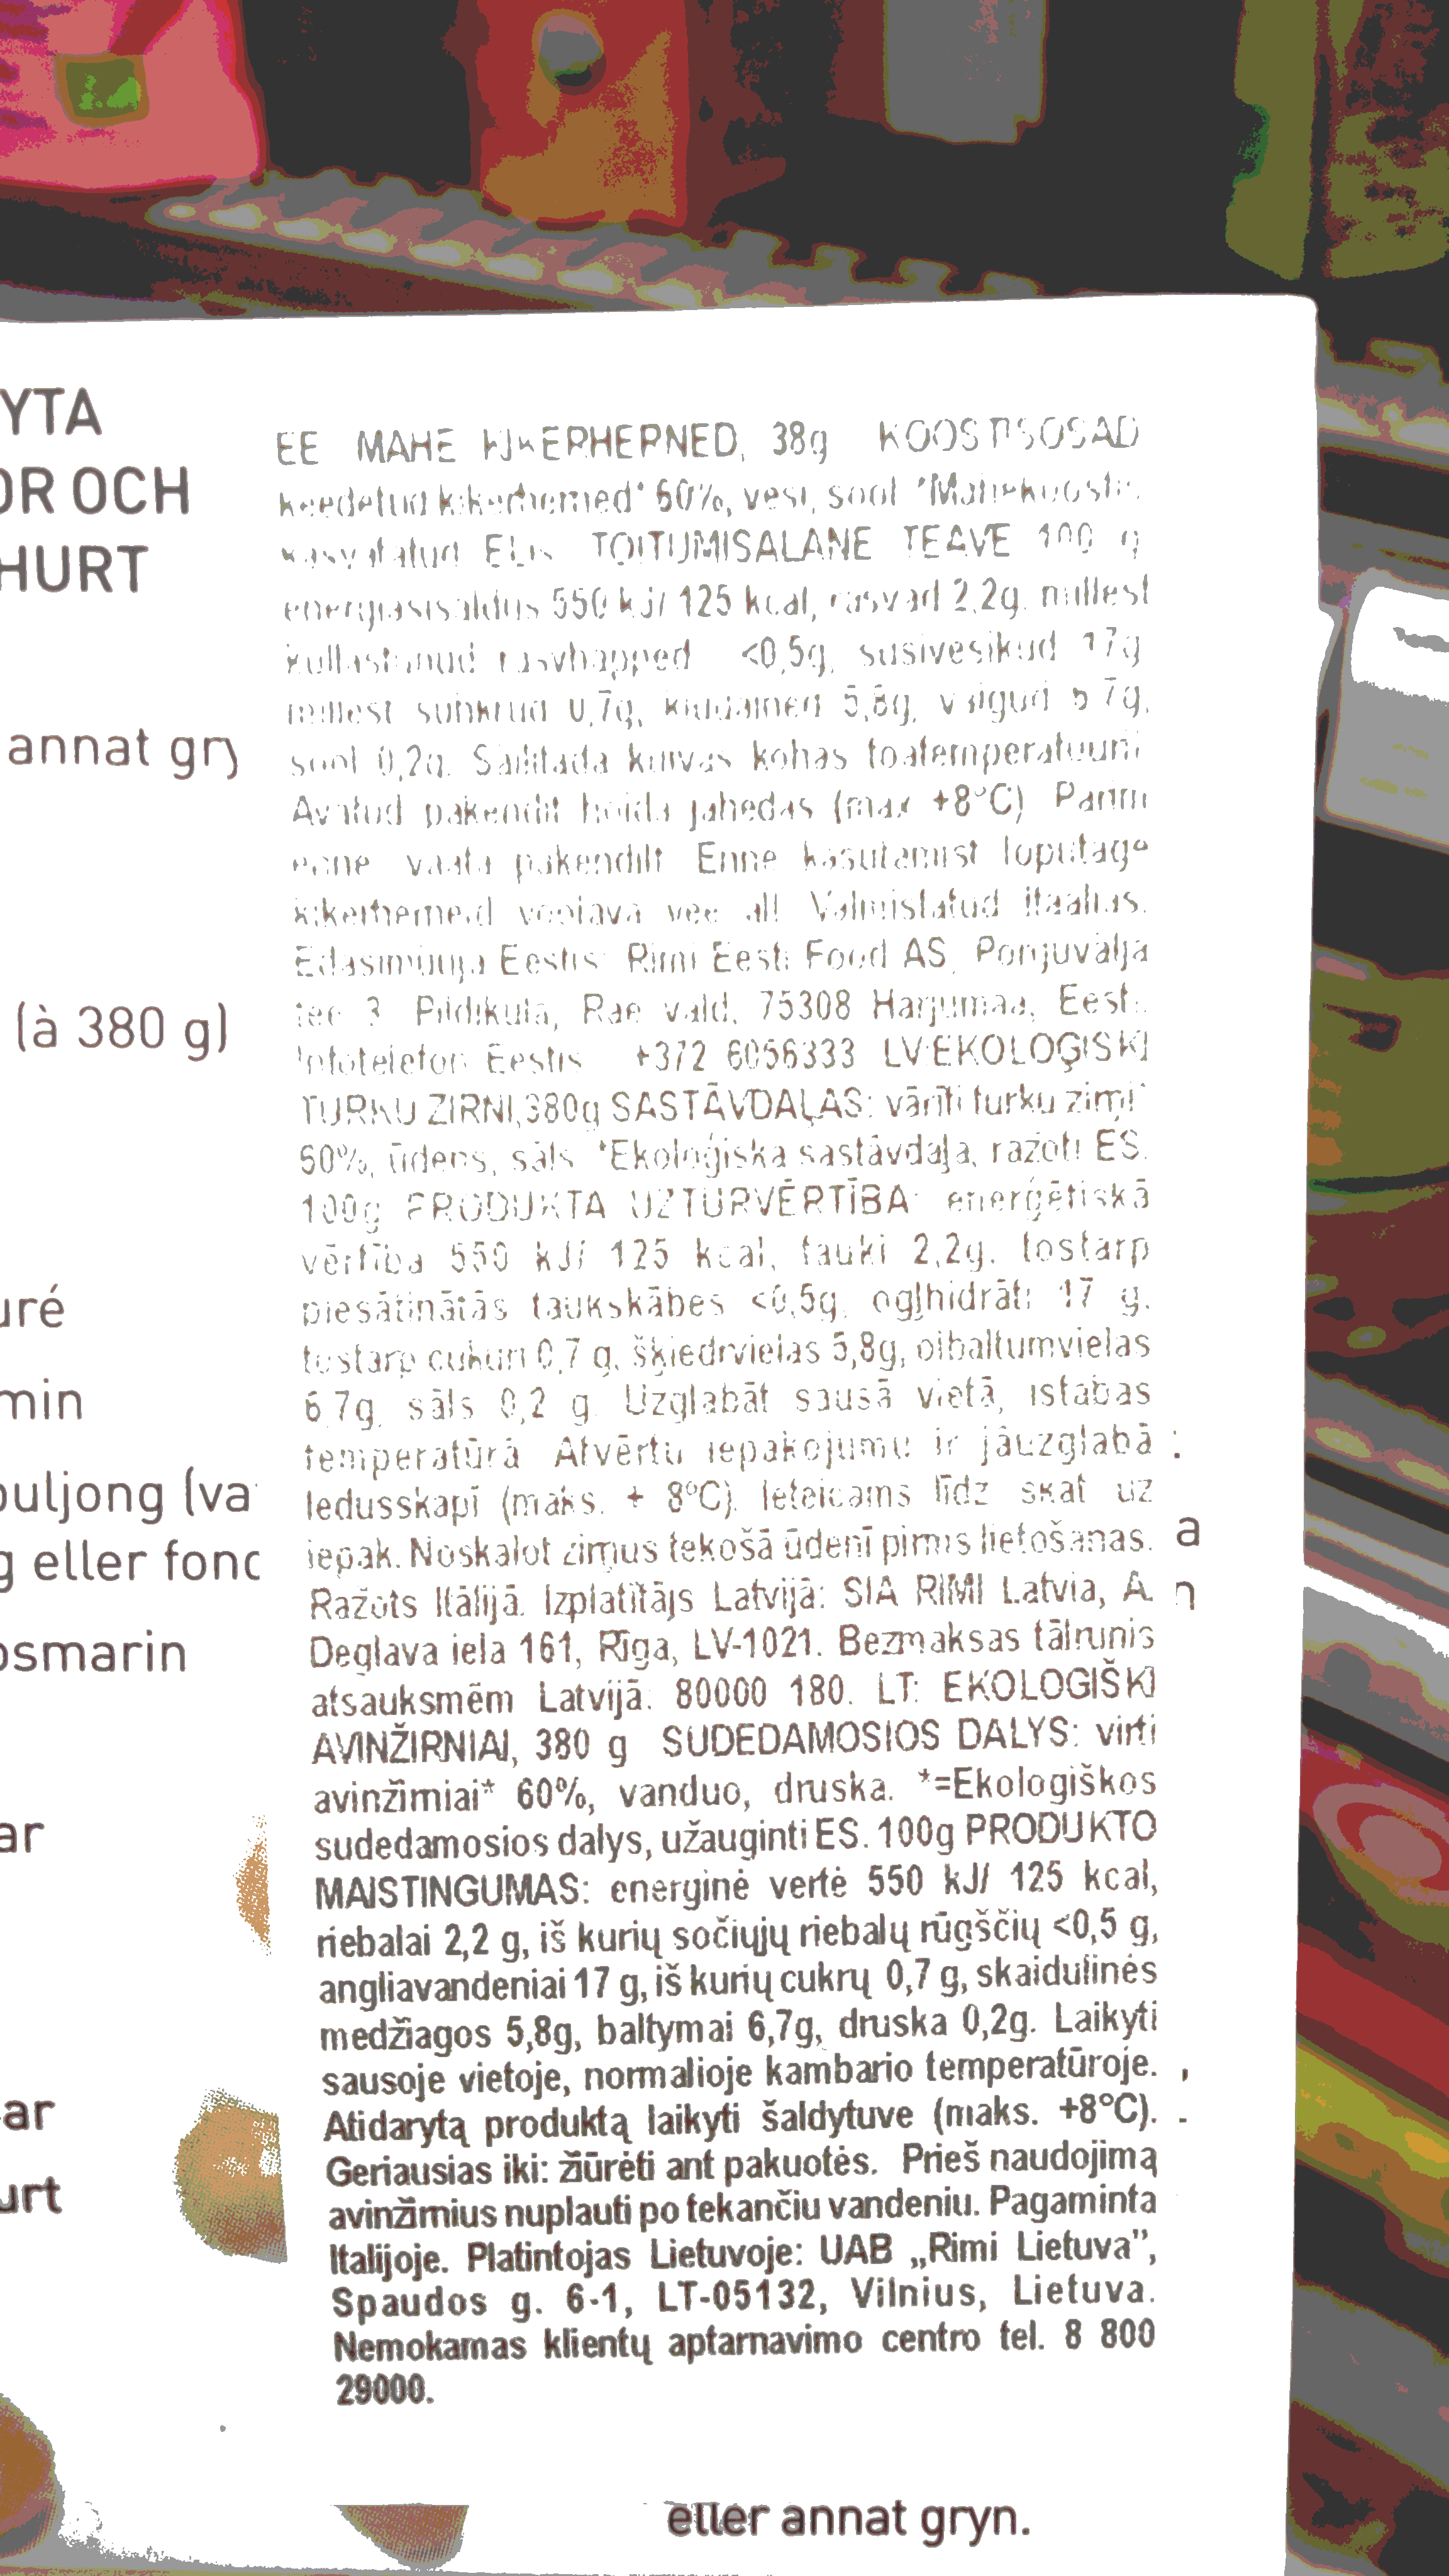 YTA
OR OCH
HURT
annat gry
(à 380 g)
uré
min
ouljong (va
g eller fond
osmarin
ar
ar
urt
EE MAHE KIKERHERNED, 38g KOOSTISOSAD
keedetud kikerherned* 60%, vesi, sool *Mahekoostis.
kasvatatud ELis TOITUMISALANE TEAVE 100 g
energiasisaldus 550 kJ/ 125 kcal, rasvad 2,2g, millest
küllastunud rasvhapped <0,5g, süsivesikud 17g
millest suhkrud 0,7g, kiudained 5,8g, valgud 6 7g,
sool 0,2g. Säilitada kuivas kohas toatemperatuuril
Avatud pakendit hoida jahedas (max +8°C) Parim
enne vaata pakendilt Enne kasutamist loputage
kikerherneid voolava vee all Valmistatud Itaalias.
Edasimüüja Eestis Rimi Eesti Food AS, Põrguvälja
tee 3 Pildiküla, Rae vald, 75308 Harjumaa, Eesti.
Infotelefon Eestis +372 6056333 LV:EKOLOĢISKI
TURKU ZIRŅI,380g SASTĀVDAĻAS: vārīti turku zirņi*
60%, ūdens, sāls *Ekoloģiska sastāvdaļa, ražoti ES.
100g PRODUKTA UZTURVĒRTĪBA: enerģētiskā
vērtība 550 kJ/ 125 kcal, tauki 2,2g, tostarp
piesātinātās taukskābes <0,5g, ogļhidrāti 17 g,
tostarp cukuri 0,7 g, šķiedrvielas 5,8g, olbaltumvielas
6 7g, sāls 0,2 g. Uzglabāt sausā vietā, istabas
temperatūrā Atvērtu iepakojumu ir jāuzglabā :
ledusskapī (maks. + 8°C). Ieteicams līdz skat uz
iepak. Noskalot zirņus tekošā ūdenī pirms lietošanas. a
Ražots Itālijā. Izplatītājs Latvijā: SIA RIMI Latvia, A. n
Deglava iela 161, Rīga, LV-1021. Bezmaksas tālrunis
atsauksmēm Latvijā: 80000 180. LT: EKOLOGIŠKI
AVINŽIRNIAI, 380 g SUDEDAMOSIOS DALYS: virti
avinžirniai* 60%, vanduo, druska. *=Ekologiškos
sudedamosios dalys, užauginti ES. 100g PRODUKTO
MAISTINGUMAS: energinė vertė 550 kJ/ 125 kcal,
riebalai 2,2 g, iš kurių sočiųjų riebalų rūgščių <0,5 g,
angliavandeniai 17 g, iš kurių cukrų 0,7 g, skaidulinės
medžiagos 5,8g, baltymai 6,7g, druska 0,2g. Laikyti
sausoje vietoje, normalioje kambario temperatūroje. ,
Atidarytą produktą laikyti šaldytuve (maks. +8°C). .
Geriausias iki: žiūrėti ant pakuotės. Prieš naudojimą
avinžirnius nuplauti po tekančiu vandeniu. Pagaminta
Italijoje. Platintojas Lietuvoje: UAB „Rimi Lietuva”,
Spaudos g. 6-1, LT-05132, Vilnius, Lietuva.
Nemokamas klientų aptarnavimo centro tel. 8 800
29000.
eller annat gryn.